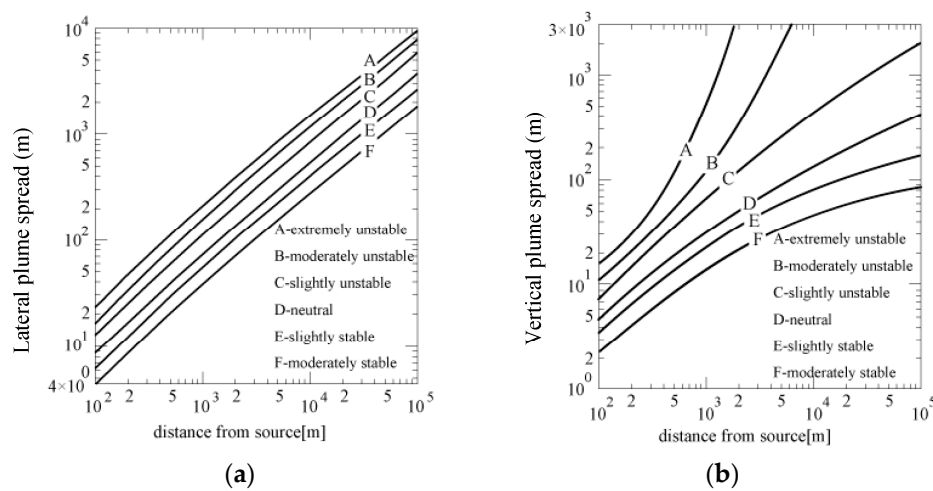 10⁴
5
2
10³
5
2
10²
5
2
10¹
5
4×10⁰
Lateral plume spread (m)
A
B
C
D
E
F
A-extremely unstable
B-moderately unstable
C-slightly unstable
D-neutral
E-slightly stable
F-moderately stable
10² 2 5 10³ 2 5 10⁴ 2 5 10⁵
distance from source[m]
(a)
3×10³
10³
5
2
10²
5
2
10¹
5
2
10⁰
Vertical plume spread (m)
A
B
C
D
E
F
A-extremely unstable
B-moderately unstable
C-slightly unstable
D-neutral
E-slightly stable
F-moderately stable
10² 2 5 10³ 2 5 10⁴ 2 5 10⁵
distance from source[m]
(b)